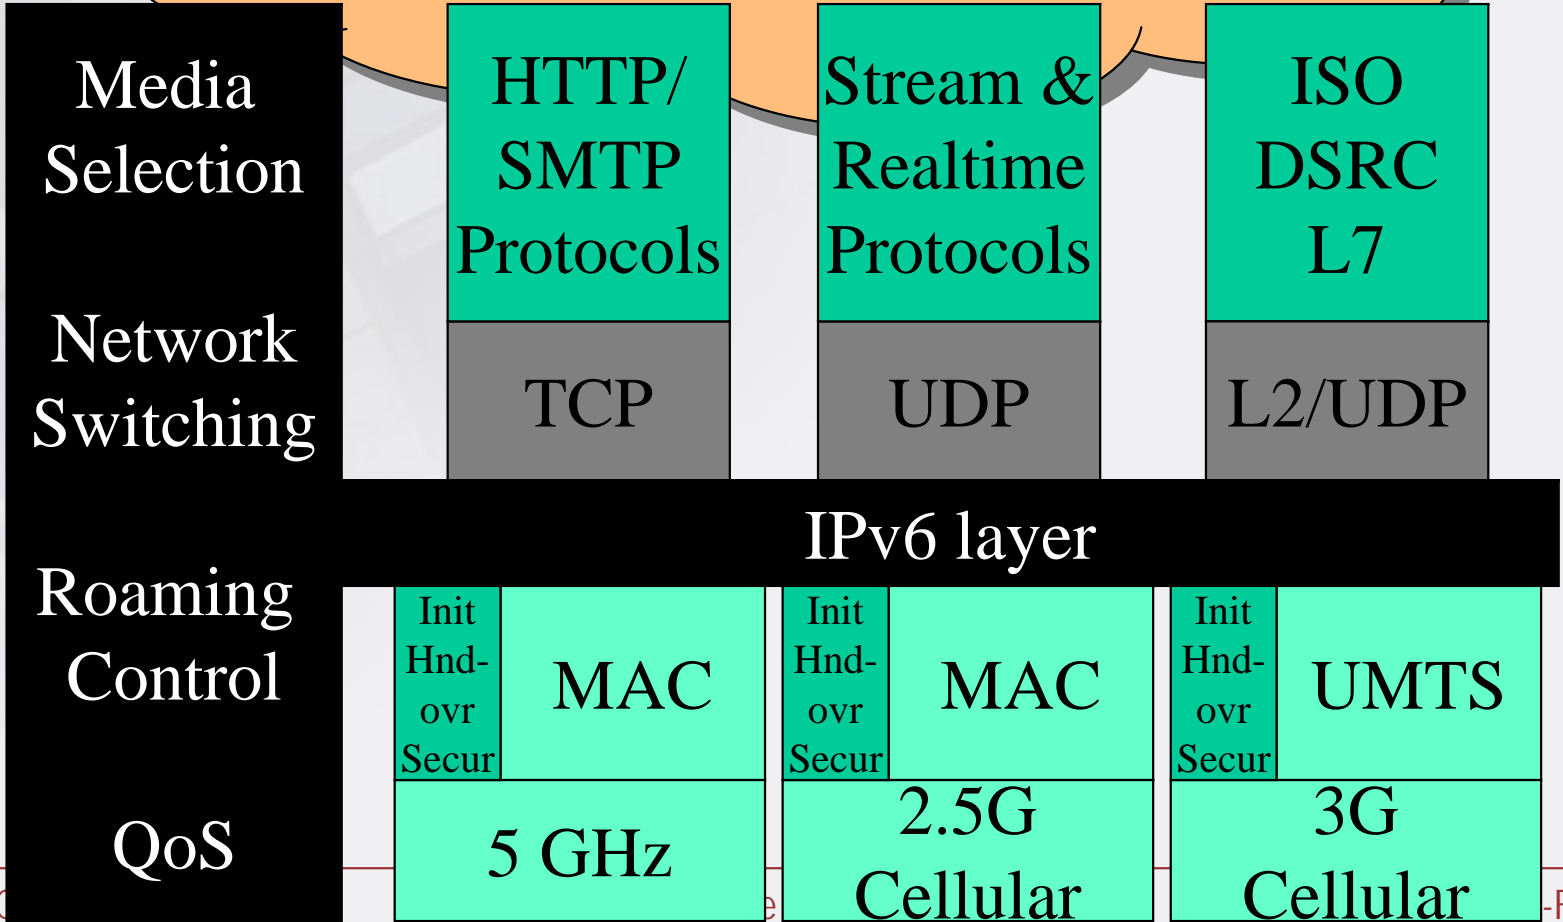 Media
Selection
Network
Switching
Roaming
Control
QoS
HTTP/
SMTP
Protocols
Stream &
Realtime
Protocols
ISO
DSRC
L7
TCP
UDP
L2/UDP
IPv6 layer
Init
Hnd-
ovr
Secur
MAC
Init
Hnd-
ovr
Secur
MAC
Init
Hnd-
ovr
Secur
UMTS
5 GHz
2.5G
Cellular
3G
Cellular